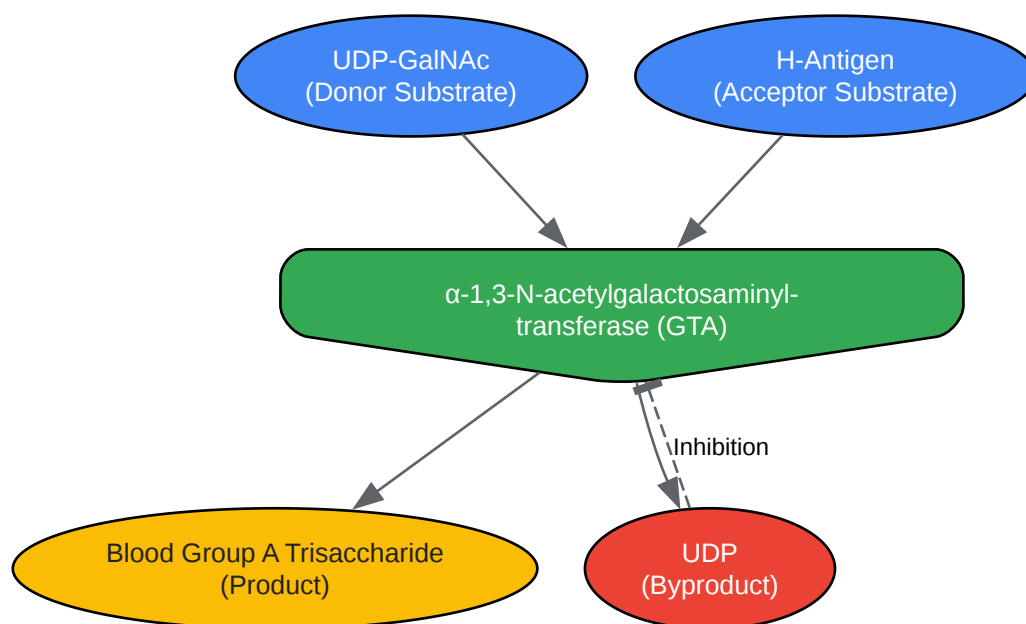 UDP-GalNAc
(Donor Substrate)
H-Antigen
(Acceptor Substrate)
α-1,3-N-acetylgalactosaminyl-
transferase (GTA)
Inhibition
Blood Group A Trisaccharide
(Product)
UDP
(Byproduct)